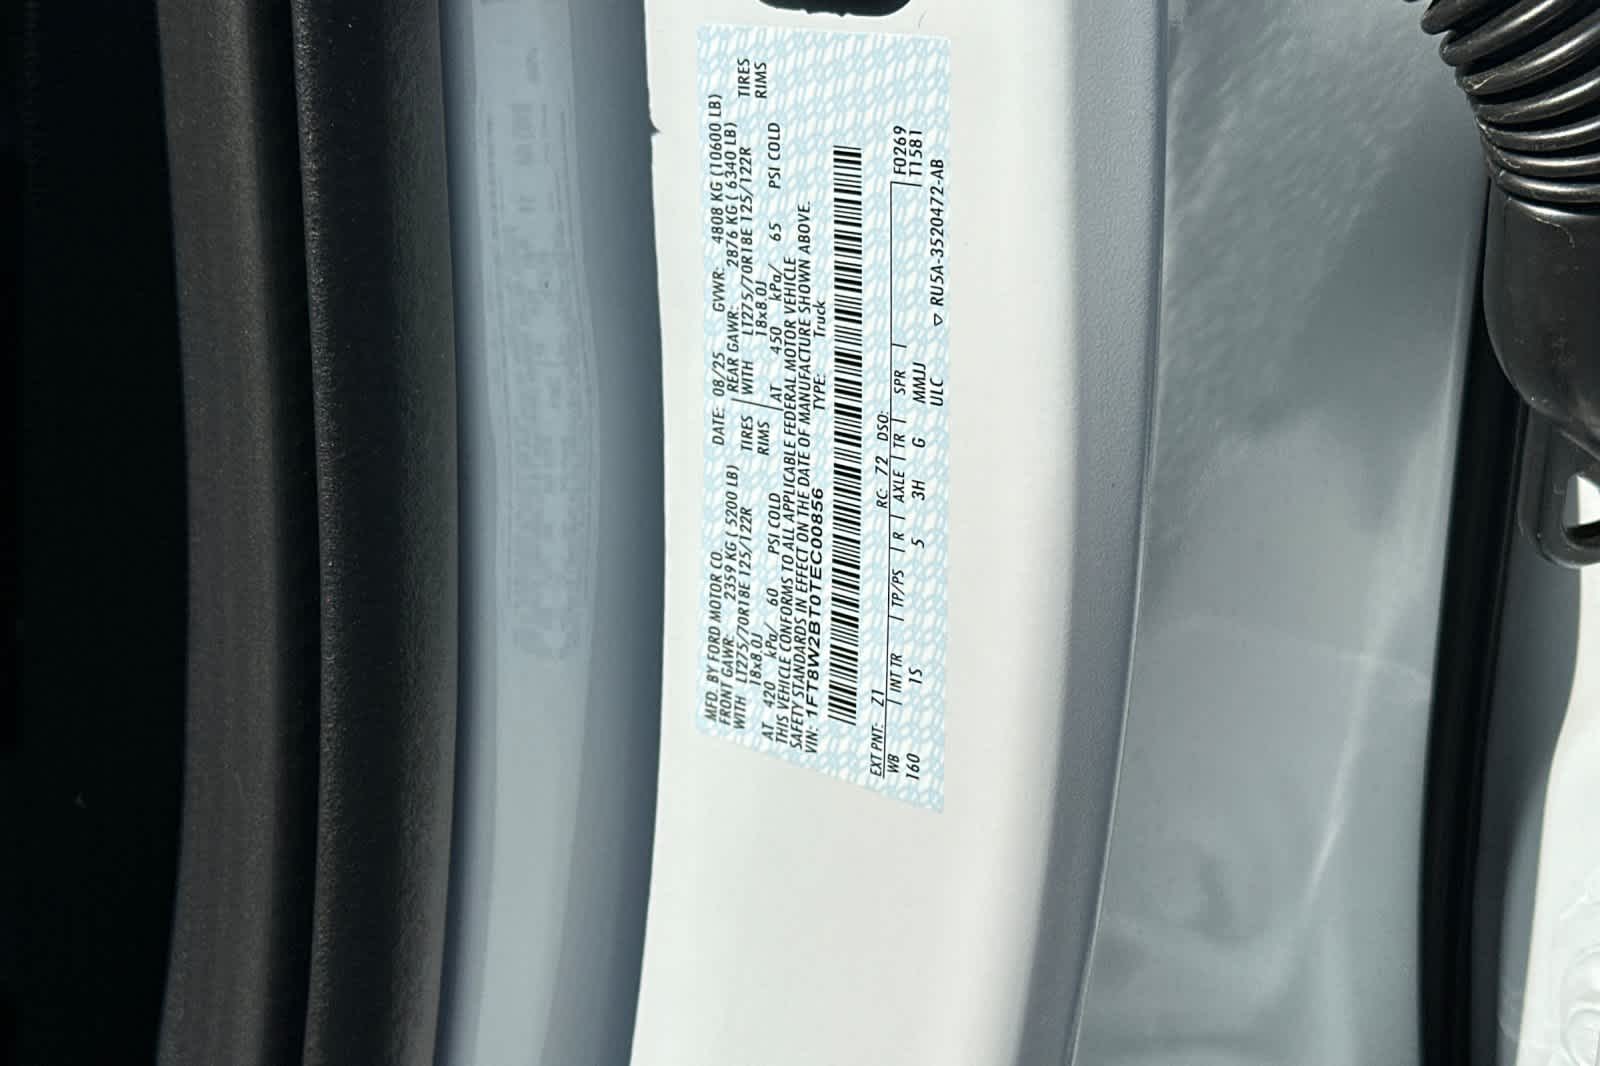 MFD. BY FORD MOTOR CO. DATE: 08/25 GVWR: 4808 KG (10600 LB)
FRONT GAWR: 2359 KG ( 5200 LB) REAR GAWR: 2876 KG ( 6340 LB)
WITH LT275/70R18E 125/122R TIRES WITH LT275/70R18E 125/122R TIRES
18x8.0J RIMS 18x8.0J RIMS
AT 420 kPa/ 60 PSI COLD AT 450 kPa/ 65 PSI COLD
THIS VEHICLE CONFORMS TO ALL APPLICABLE FEDERAL MOTOR VEHICLE
SAFETY STANDARDS IN EFFECT ON THE DATE OF MANUFACTURE SHOWN ABOVE.
VIN: 1FT8W2BT0TEC00856 TYPE: Truck
EXT PNT: Z1 RC: 72 DSO: F0269
WB INT TR TP/PS R AXLE TR SPR T1581
160 1S 5 3H G MMJJ
ULC ▽ RU5A-3520472-AB